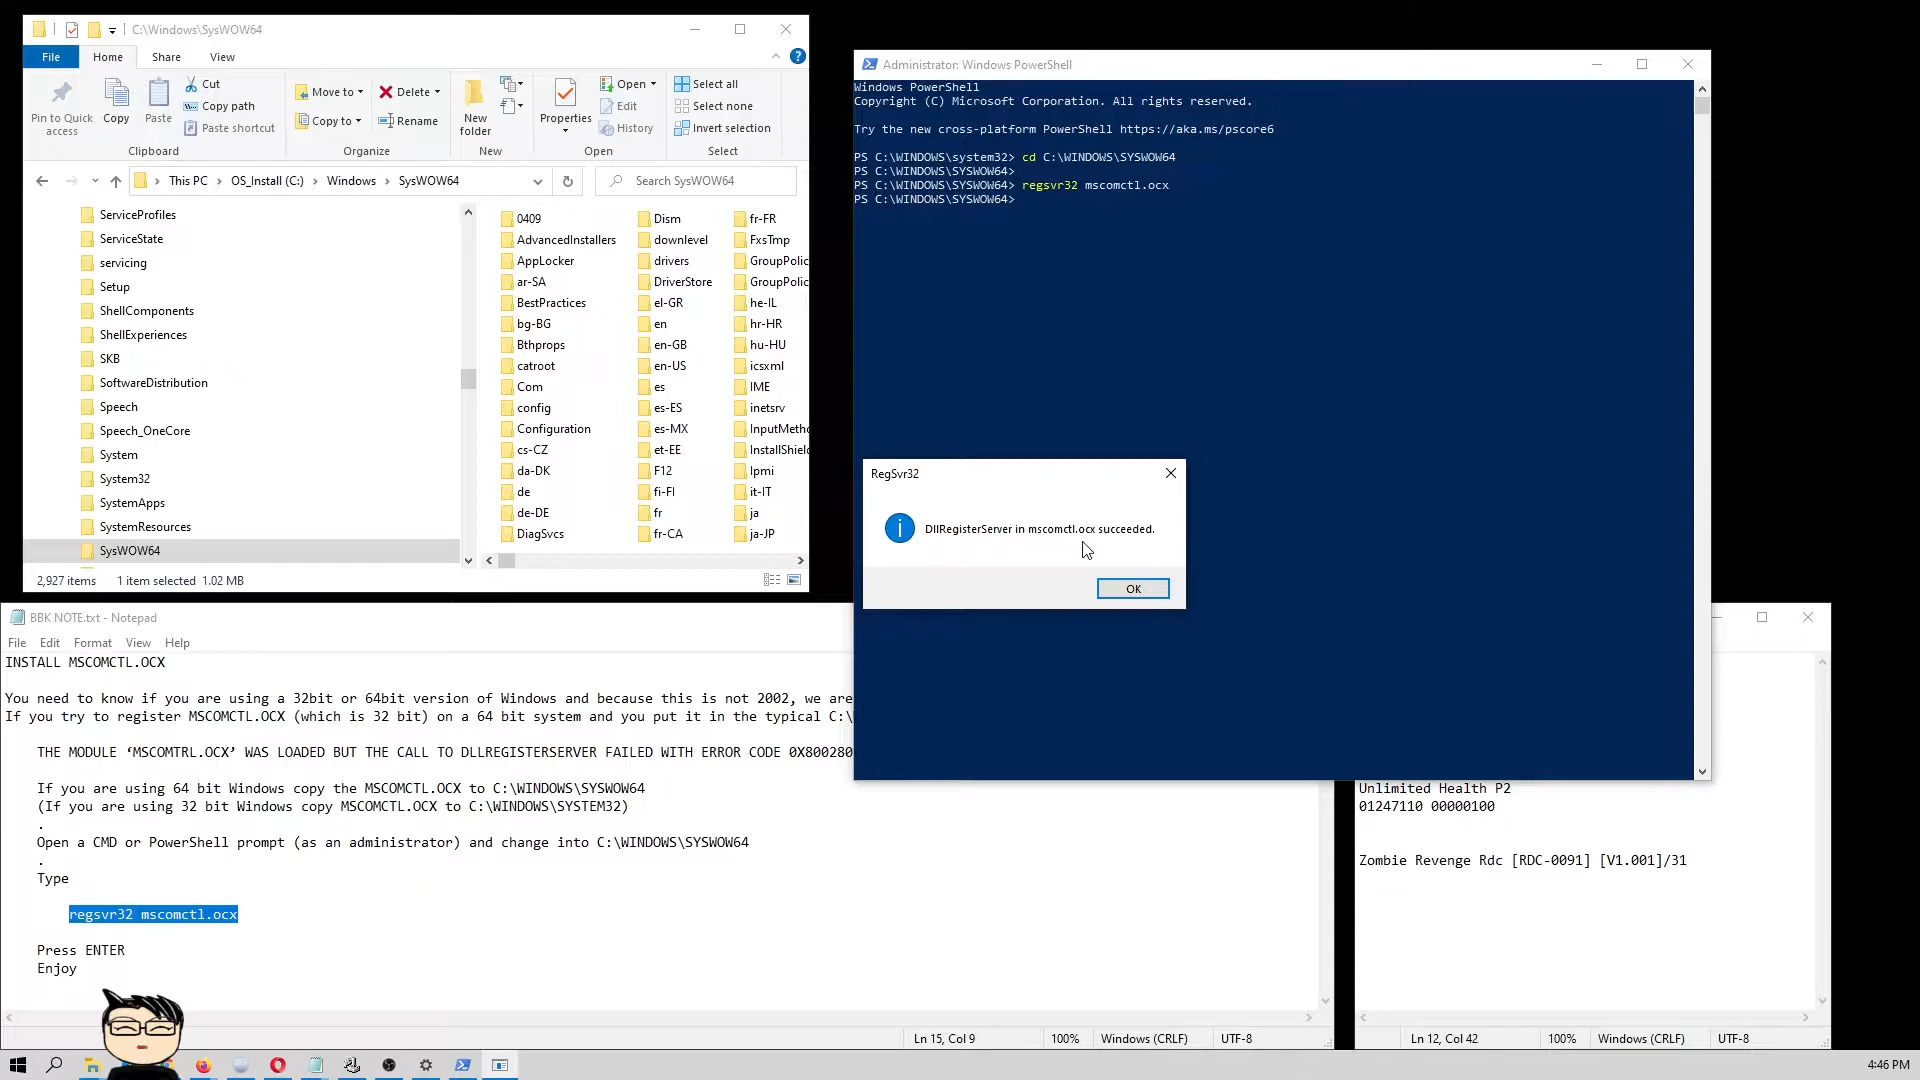 C:\Windows\SysWOW64
File Home Share View
Pin to Quick access
Copy
Paste
Cut
Copy path
Paste shortcut
Clipboard
Move to
Copy to
Delete
Rename
Organize
New folder
New
Properties
Open
Edit
History
Open
Select all
Select none
Invert selection
Select
This PC > OS_Install (C:) > Windows > SysWOW64
Search SysWOW64
ServiceProfiles
ServiceState
servicing
Setup
ShellComponents
ShellExperiences
SKB
SoftwareDistribution
Speech
Speech_OneCore
System
System32
SystemApps
SystemResources
SysWOW64
0409
AdvancedInstallers
AppLocker
ar-SA
BestPractices
bg-BG
Bthprops
catroot
Com
config
Configuration
cs-CZ
da-DK
de
de-DE
DiagSvcs
Dism
downlevel
drivers
DriverStore
el-GR
en
en-GB
en-US
es
es-ES
es-MX
et-EE
F12
fi-FI
fr
fr-CA
fr-FR
FxsTmp
GroupPolic
GroupPolic
he-IL
hr-HR
hu-HU
icsxml
IME
inetsrv
InputMetho
InstallShield
Ipmi
it-IT
ja
ja-JP
2,927 items 1 item selected 1.02 MB
Administrator: Windows PowerShell
Windows PowerShell
Copyright (C) Microsoft Corporation. All rights reserved.
Try the new cross-platform PowerShell https://aka.ms/pscore6
PS C:\WINDOWS\system32> cd C:\WINDOWS\SYSWOW64
PS C:\WINDOWS\SYSWOW64>
PS C:\WINDOWS\SYSWOW64> regsvr32 mscomctl.ocx
PS C:\WINDOWS\SYSWOW64>
RegSvr32
DllRegisterServer in mscomctl.ocx succeeded.
OK
BBK NOTE.txt - Notepad
File Edit Format View Help
INSTALL MSCOMCTL.OCX
You need to know if you are using a 32bit or 64bit version of Windows and because this is not 2002, we are
If you try to register MSCOMCTL.OCX (which is 32 bit) on a 64 bit system and you put it in the typical C:\
THE MODULE ‘MSCOMTRL.OCX’ WAS LOADED BUT THE CALL TO DLLREGISTERSERVER FAILED WITH ERROR CODE 0X800280
If you are using 64 bit Windows copy the MSCOMCTL.OCX to C:\WINDOWS\SYSWOW64
(If you are using 32 bit Windows copy MSCOMCTL.OCX to C:\WINDOWS\SYSTEM32)
.
Open a CMD or PowerShell prompt (as an administrator) and change into C:\WINDOWS\SYSWOW64
.
Type
regsvr32 mscomctl.ocx
Press ENTER
Enjoy
Ln 15, Col 9 100% Windows (CRLF) UTF-8
Unlimited Health P2
01247110 00000100
Zombie Revenge Rdc [RDC-0091] [V1.001]/31
Ln 12, Col 42 100% Windows (CRLF) UTF-8
4:46 PM